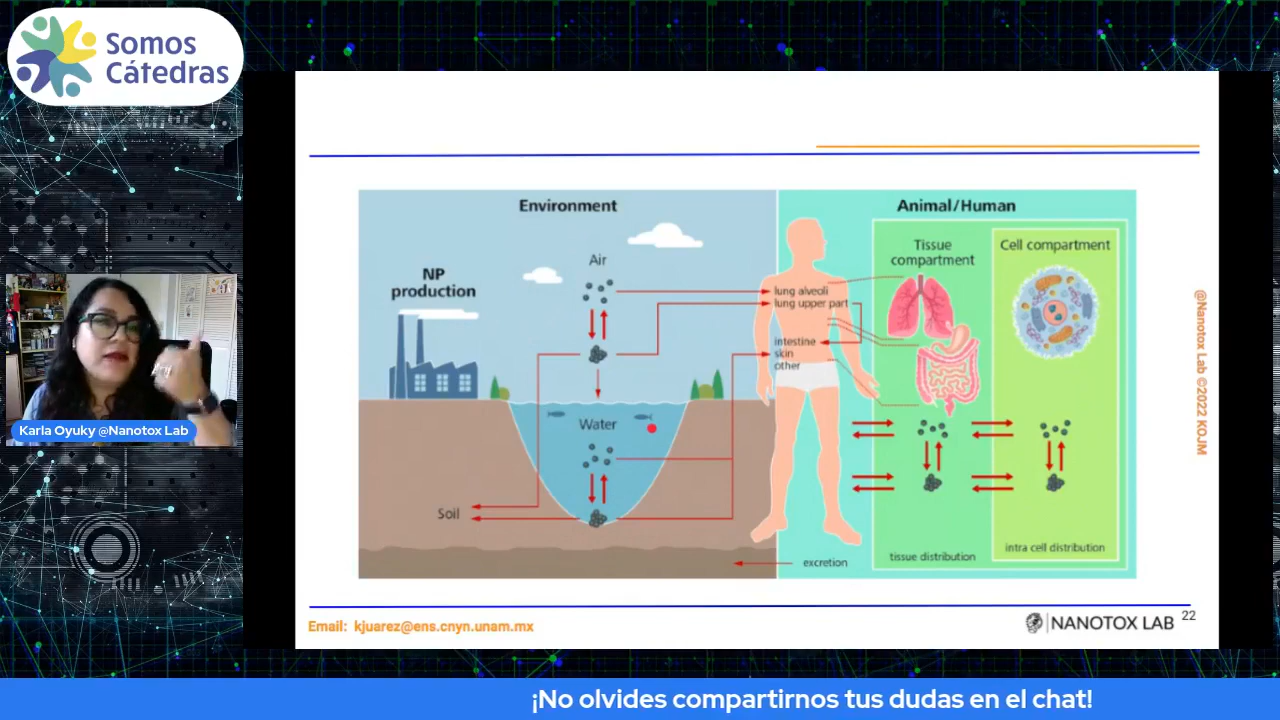 Somos
Cátedras
Environment
Animal/Human
Air
NP
production
Tissue
compartment
Cell compartment
lung alveoli
lung upper part
intestine
skin
other
Water
Soil
excretion
tissue distribution
intra cell distribution
@Nanotox Lab ©2022 KOJM
Karla Oyuky @Nanotox Lab
Email: kjuarez@ens.cnyn.unam.mx
NANOTOX LAB
22
¡No olvides compartirnos tus dudas en el chat!